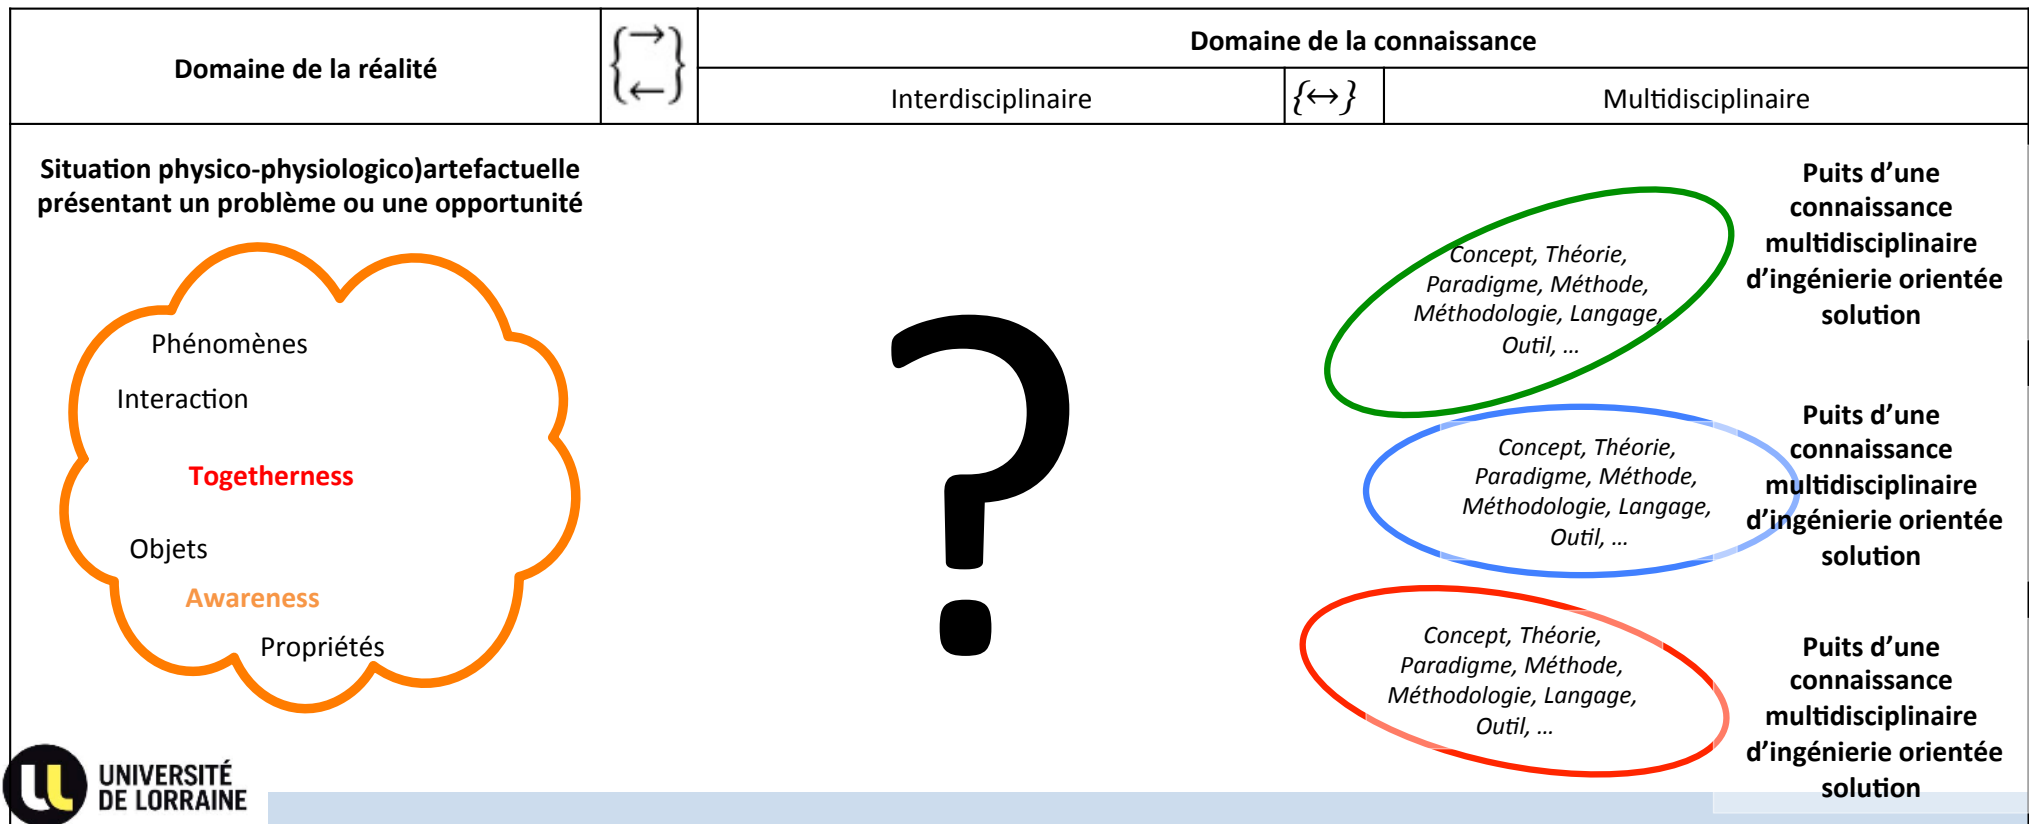 Domaine de la réalité
{→ ←}
Domaine de la connaissance
Interdisciplinaire
{↔}
Multidisciplinaire
Situation physico-physiologico)artefactuelle
présentant un problème ou une opportunité
Phénomènes
Interaction
Togetherness
Objets
Awareness
Propriétés
?
Concept, Théorie,
Paradigme, Méthode,
Méthodologie, Langage,
Outil, ...
Puits d'une
connaissance
multidisciplinaire
d'ingénierie orientée
solution
Concept, Théorie,
Paradigme, Méthode,
Méthodologie, Langage,
Outil, ...
Puits d'une
connaissance
multidisciplinaire
d'ingénierie orientée
solution
Concept, Théorie,
Paradigme, Méthode,
Méthodologie, Langage,
Outil, ...
Puits d'une
connaissance
multidisciplinaire
d'ingénierie orientée
solution
UNIVERSITÉ
DE LORRAINE